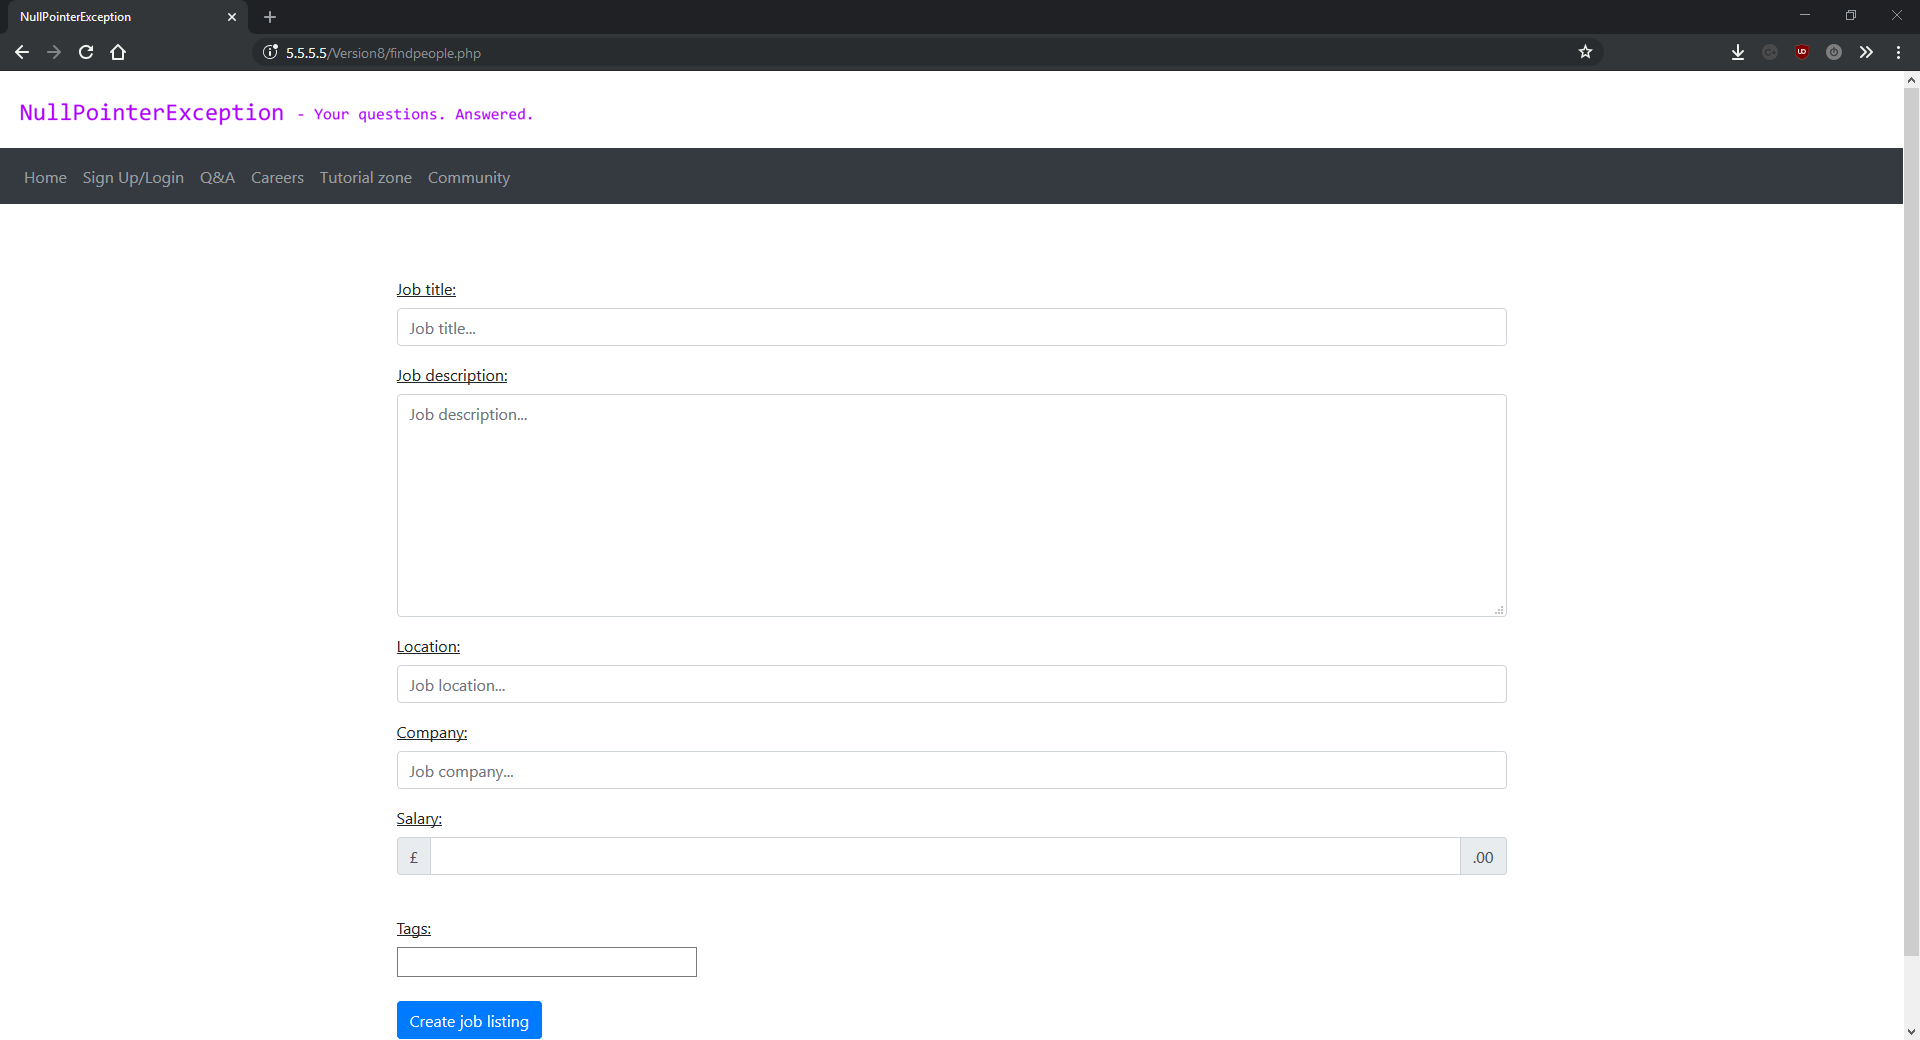 NullPointerException
5.5.5.5/Version8/findpeople.php
NullPointerException - Your questions. Answered.
Home Sign Up/Login Q&A Careers Tutorial zone Community
Job title:
Job title...
Job description:
Job description...
Location:
Job location...
Company:
Job company...
Salary:
£ .00
Tags:
Create job listing